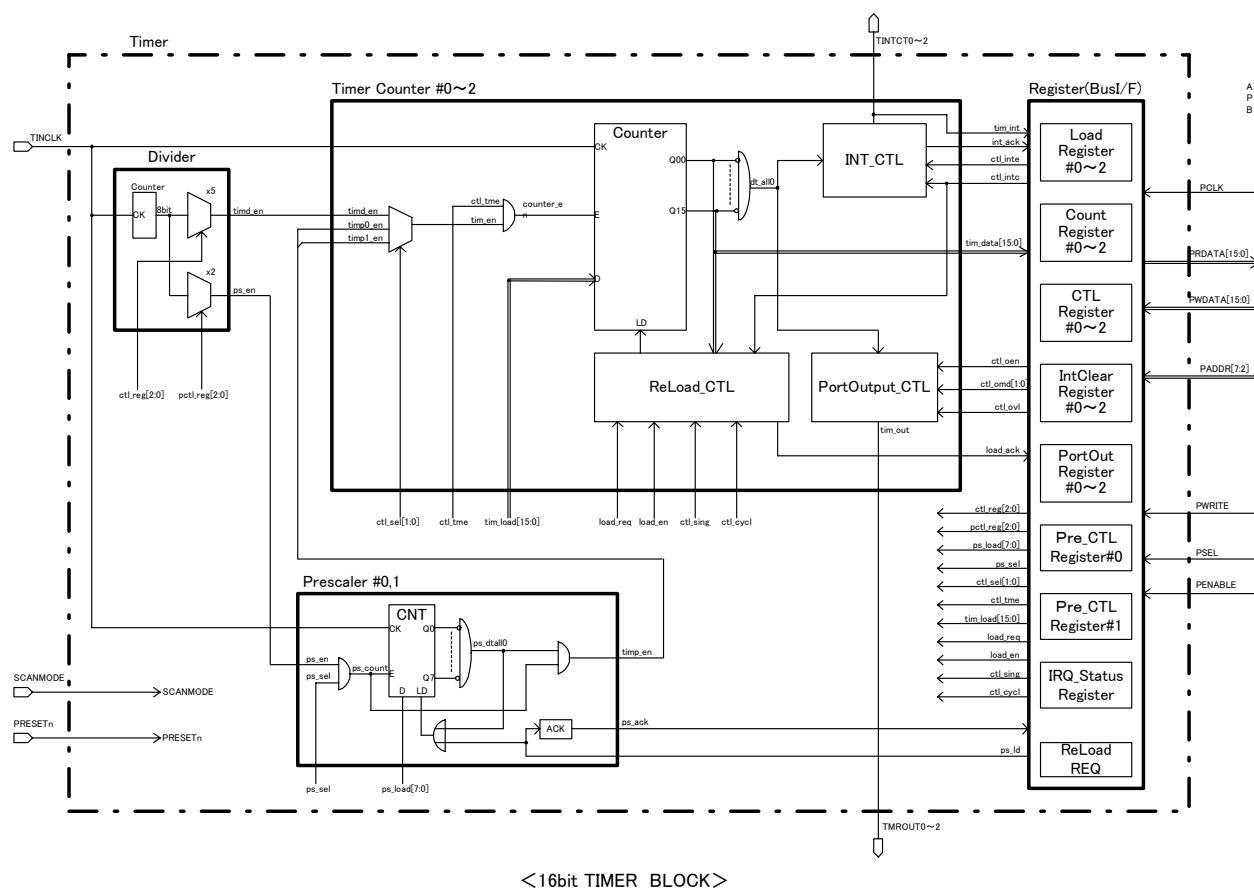 TINTCT0～2
Timer
Timer Counter #0～2
Register(BusI/F)
A
P
B
TINCLK
Divider
Counter
CK
8bit
x5
timd_en
x2
ps_en
ctl_reg[2:0]
pctl_reg[2:0]
timd_en
timp0_en
timp1_en
ctl_tme
tim_en
counter_e
n
Counter
CK
E
D
Q00
Q15
LD
dt_all0
INT_CTL
tim_int
int_ack
ctl_inte
ctl_intc
tim_data[15:0]
ReLoad_CTL
PortOutput_CTL
ctl_oen
ctl_omd[1:0]
ctl_ovl
tim_out
load_ack
ctl_sel[1:0]
ctl_tme
tim_load[15:0]
load_req
load_en
ctl_sing
ctl_cycl
Load
Register
#0～2
Count
Register
#0～2
CTL
Register
#0～2
IntClear
Register
#0～2
PortOut
Register
#0～2
Pre_CTL
Register#0
Pre_CTL
Register#1
IRQ_Status
Register
ReLoad
REQ
PCLK
PRDATA[15:0]
PWDATA[15:0]
PADDR[7:2]
PWRITE
PSEL
PENABLE
ctl_reg[2:0]
pctl_reg[2:0]
ps_load[7:0]
ps_sel
ctl_sel[1:0]
ctl_tme
tim_load[15:0]
load_req
load_en
ctl_sing
ctl_cycl
Prescaler #0,1
CNT
CK
Q0
E
Q7
D
LD
ps_en
ps_sel
ps_count
ps_dtall0
timp_en
ACK
ps_ack
ps_ld
ps_sel
ps_load[7:0]
SCANMODE
SCANMODE
PRESETn
PRESETn
TMROUT0～2
＜16bit TIMER BLOCK＞